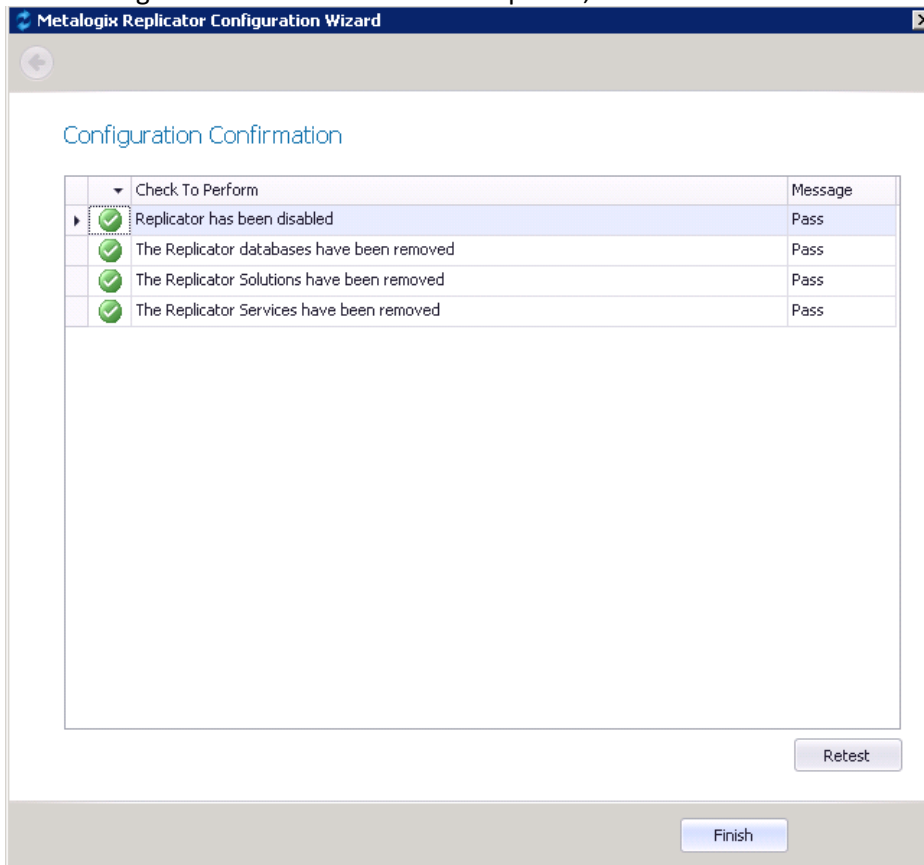 Metalogix Replicator Configuration Wizard
Configuration Confirmation
Check To Perform Message
Replicator has been disabled Pass
The Replicator databases have been removed Pass
The Replicator Solutions have been removed Pass
The Replicator Services have been removed Pass
Retest
Finish